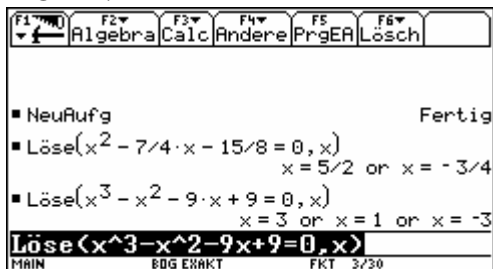 F1 F2 Algebra F3 Calc F4 Andere F5 PrgEA F6 Lösch
▪ NeuAufg Fertig
▪ Löse(x² - 7/4·x - 15/8 = 0, x)
x = 5/2 or x = -3/4
▪ Löse(x³ - x² - 9·x + 9 = 0, x)
x = 3 or x = 1 or x = -3
Löse(x^3-x^2-9x+9=0,x)
MAIN BOG EXAKT FKT 3/30